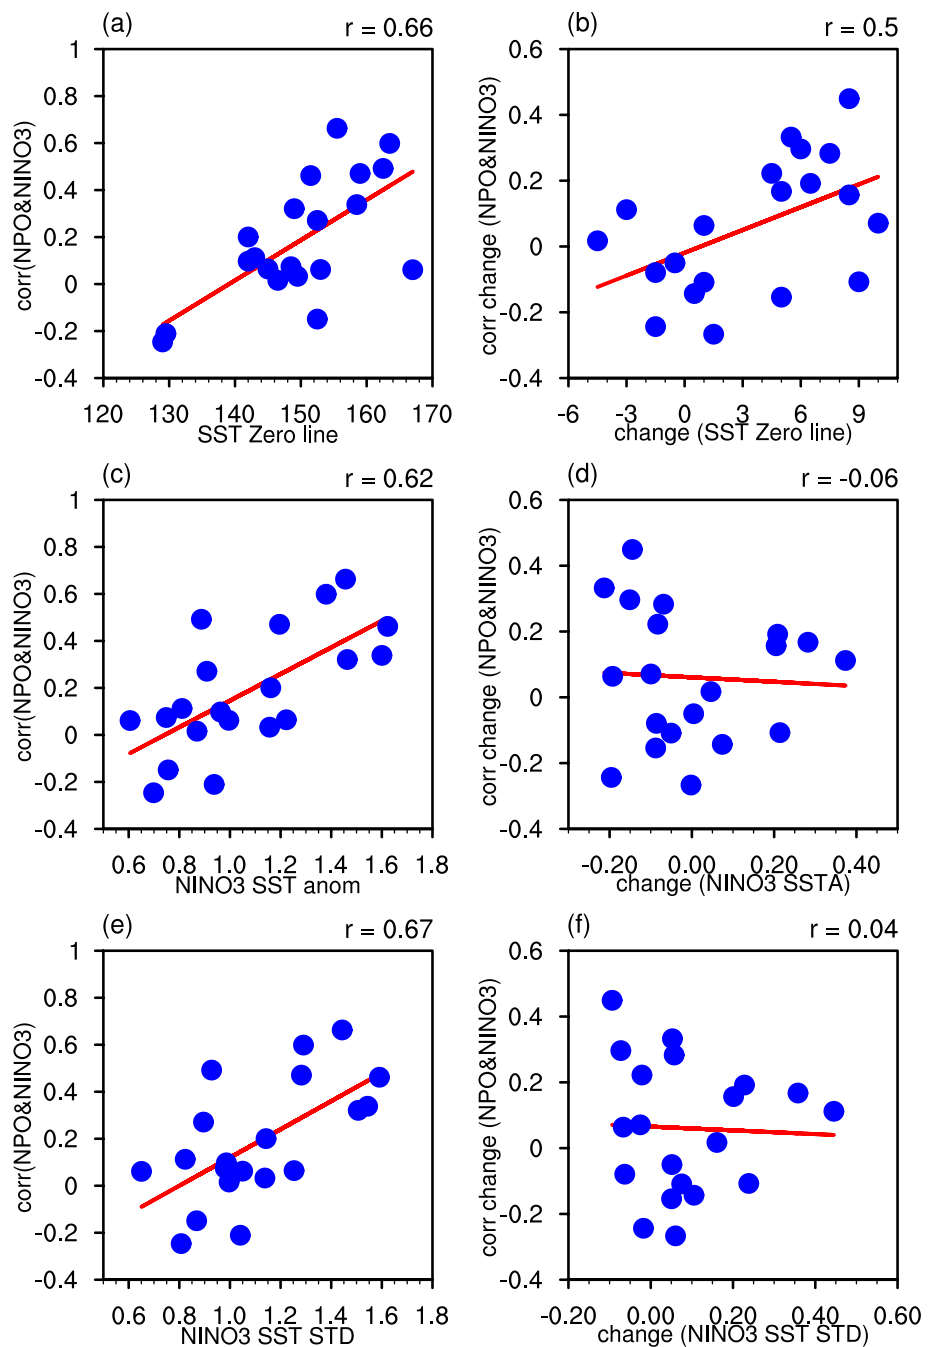 (a)
r = 0.66
(b)
r = 0.5
corr(NPO&NINO3)
1
0.8
0.6
0.4
0.2
0
-0.2
-0.4
120 130 140 150 160 170
SST Zero line
corr change (NPO&NINO3)
0.6
0.4
0.2
0
-0.2
-0.4
-6 -3 0 3 6 9
change (SST Zero line)
(c)
r = 0.62
(d)
r = -0.06
corr(NPO&NINO3)
1
0.8
0.6
0.4
0.2
0
-0.2
-0.4
0.6 0.8 1.0 1.2 1.4 1.6 1.8
NINO3 SST anom
corr change (NPO&NINO3)
0.6
0.4
0.2
0
-0.2
-0.4
-0.20 0.00 0.20 0.40
change (NINO3 SSTA)
(e)
r = 0.67
(f)
r = 0.04
corr(NPO&NINO3)
1
0.8
0.6
0.4
0.2
0
-0.2
-0.4
0.6 0.8 1.0 1.2 1.4 1.6 1.8
NINO3 SST STD
corr change (NPO&NINO3)
0.6
0.4
0.2
0
-0.2
-0.4
-0.20 0.00 0.20 0.40 0.60
change (NINO3 SST STD)